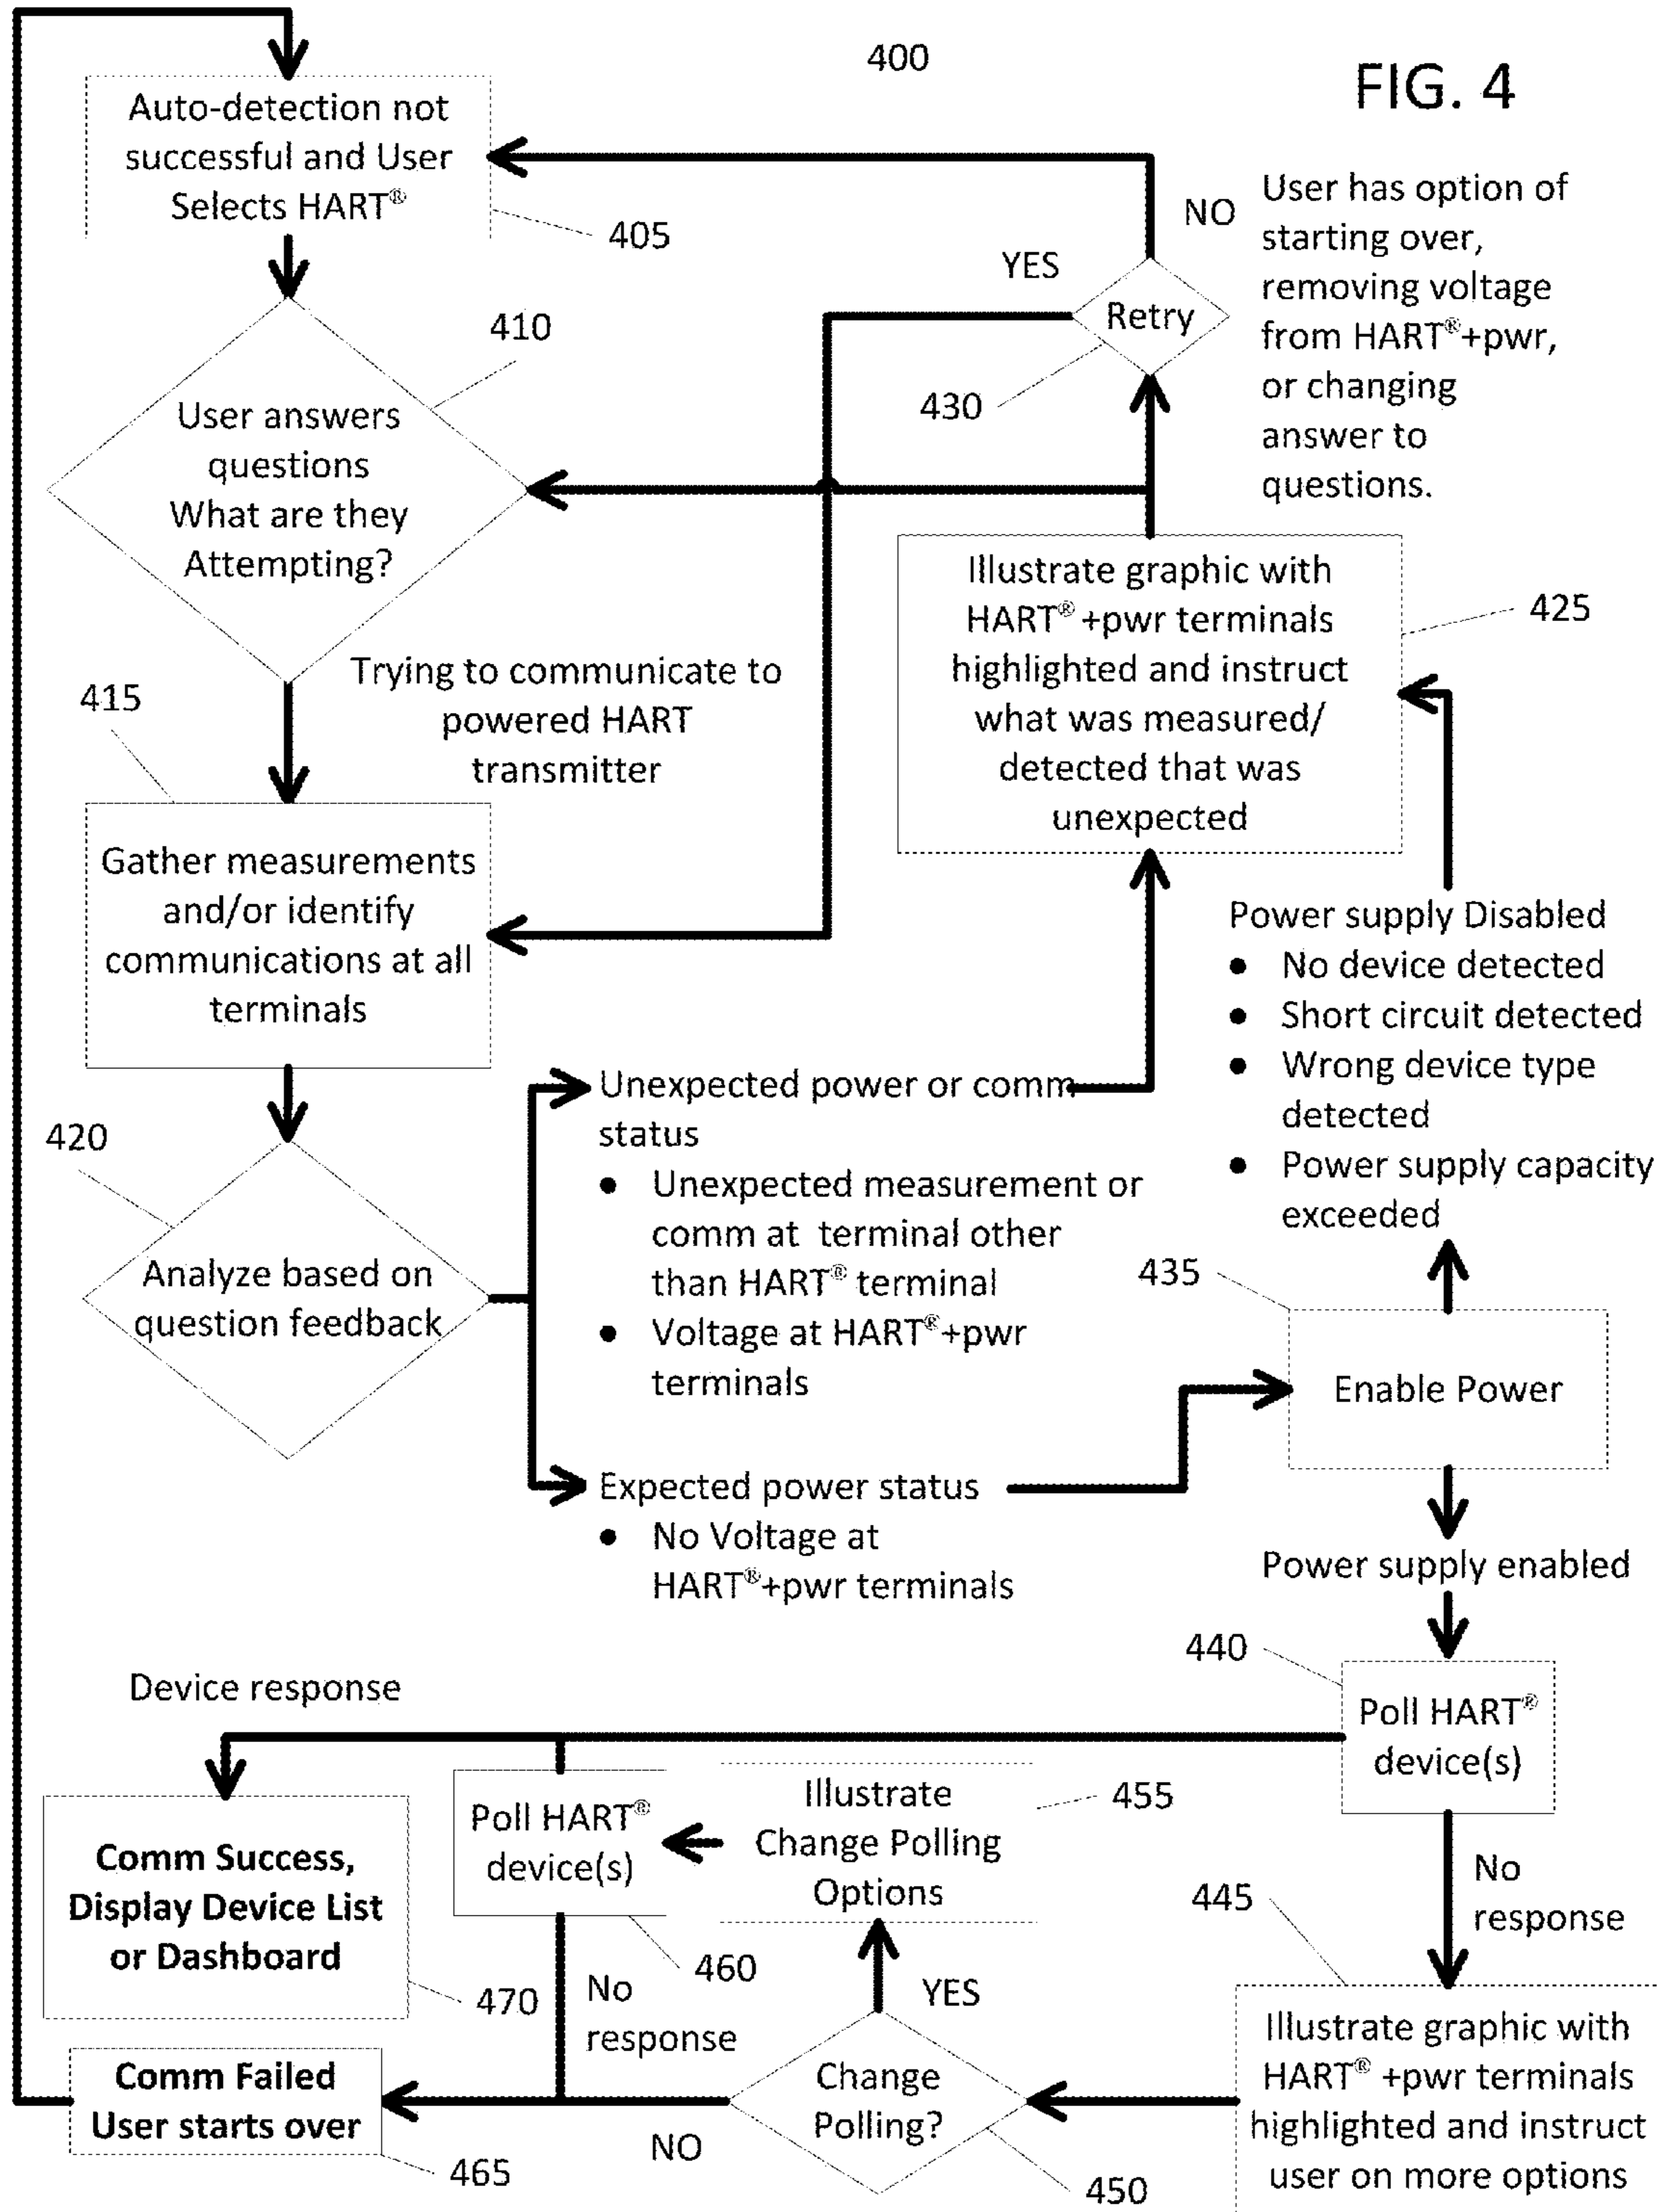 400
FIG. 4
Auto-detection not
successful and User
Selects HART®
405
NO
User has option of
starting over,
removing voltage
from HART®+pwr,
or changing
answer to
questions.
YES
Retry
430
410
User answers
questions
What are they
Attempting?
Illustrate graphic with
HART® +pwr terminals
highlighted and instruct
what was measured/
detected that was
unexpected
425
Trying to communicate to
powered HART
transmitter
415
Gather measurements
and/or identify
communications at all
terminals
Power supply Disabled
• No device detected
• Short circuit detected
• Wrong device type
detected
• Power supply capacity
exceeded
420
Analyze based on
question feedback
Unexpected power or comm
status
• Unexpected measurement or
comm at terminal other
than HART® terminal
• Voltage at HART®+pwr
terminals
435
Enable Power
Expected power status
• No Voltage at
HART®+pwr terminals
Power supply enabled
440
Poll HART®
device(s)
Device response
Comm Success,
Display Device List
or Dashboard
470
Poll HART®
device(s)
460
Illustrate
Change Polling
Options
455
No
response
445
Illustrate graphic with
HART® +pwr terminals
highlighted and instruct
user on more options
No
response
YES
Change
Polling?
450
NO
Comm Failed
User starts over
465